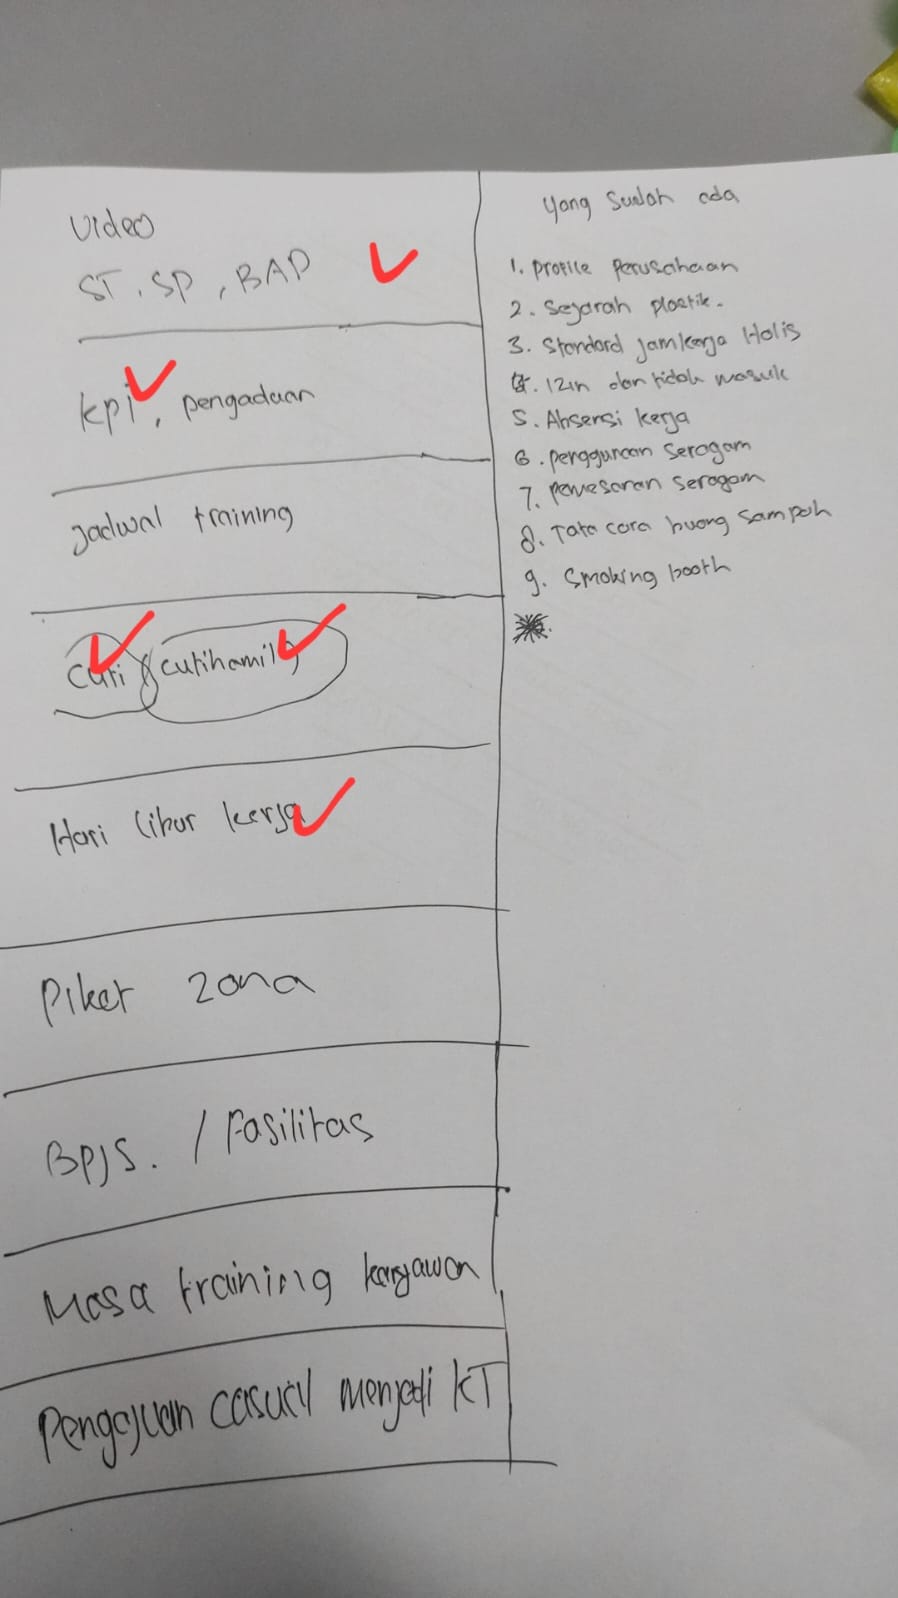 Video
ST, SP, BAP
kpi, pengaduan
Jadwal training
cuti & cutihamil
Hari libur kerja
Piket zona
BPJS. / Fasilitas
Masa training karyawan
Pengajuan casual menjadi KT
Yang sudah ada
1. Profile Perusahaan
2. Sejarah plastik.
3. Standard jamkerja Holis
4. Izin dan tidak masuk
5. Absensi kerja
6. penggunaan seragam
7. Pemesanan seragam
8. Tata cara buang sampah
9. Smoking booth